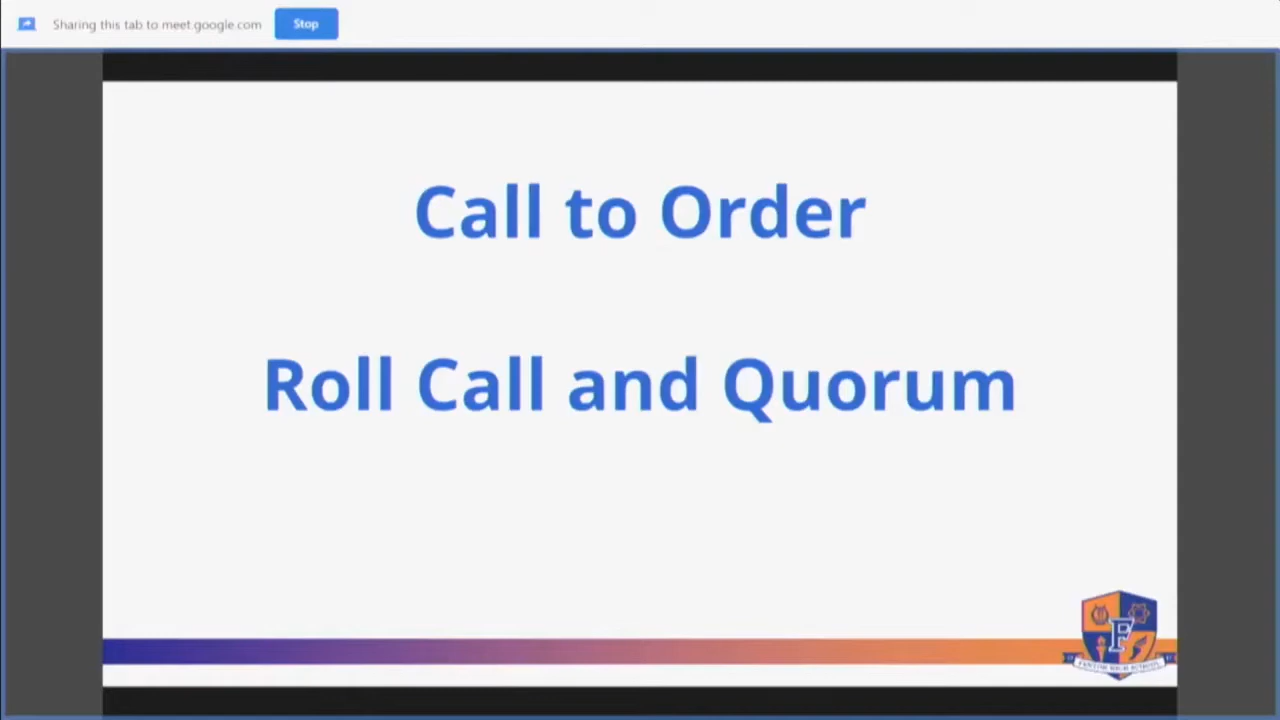 Sharing this tab to meet.google.com
Stop
Call to Order
Roll Call and Quorum
F